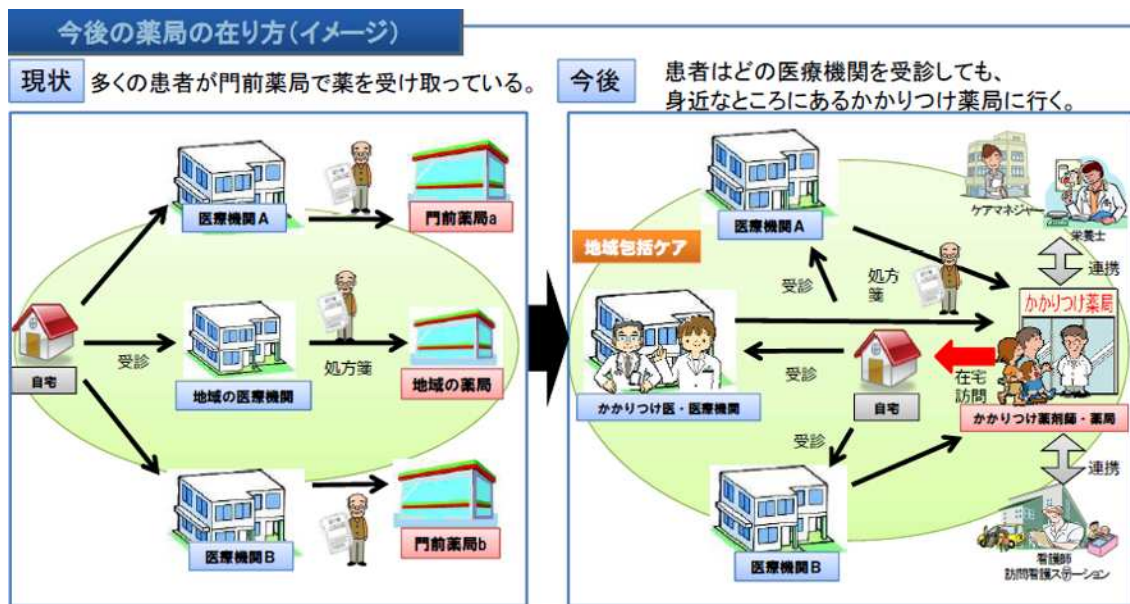 今後の薬局の在り方(イメージ)
現状
多くの患者が門前薬局で薬を受け取っている。
医療機関A
門前薬局a
自宅
受診
地域の医療機関
処方箋
地域の薬局
医療機関B
門前薬局b
今後
患者はどの医療機関を受診しても、
身近なところにあるかかりつけ薬局に行く。
地域包括ケア
医療機関A
ケアマネジャー
栄養士
受診
処方
箋
連携
かかりつけ薬局
かかりつけ医・医療機関
受診
自宅
在宅
訪問
かかりつけ薬剤師・薬局
受診
医療機関B
連携
看護師
訪問看護ステーション